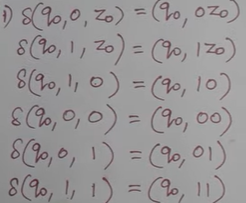 1) δ(q₀, 0, z₀) = (q₀, 0z₀)
δ(q₀, 1, z₀) = (q₀, 1z₀)
δ(q₀, 1, 0) = (q₀, 10)
δ(q₀, 0, 0) = (q₀, 00)
δ(q₀, 0, 1) = (q₀, 01)
δ(q₀, 1, 1) = (q₀, 11)